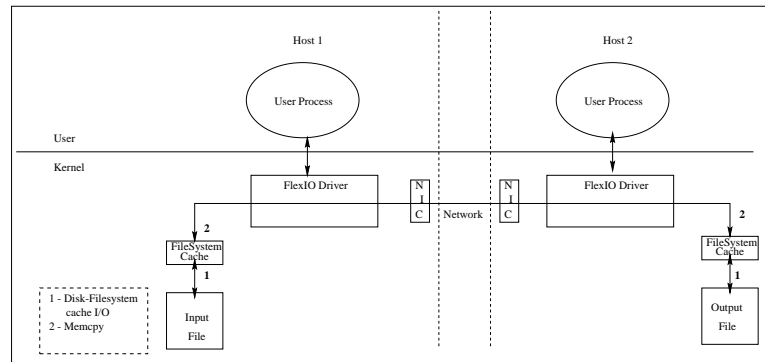 Host 1
Host 2
User Process
User Process
User
Kernel
FlexIO Driver
N
I
C
Network
N
I
C
FlexIO Driver
2
2
FileSystem
Cache
FileSystem
Cache
1
1
1 - Disk-Filesystem
cache I/O
2 - Memcpy
Input
File
Output
File